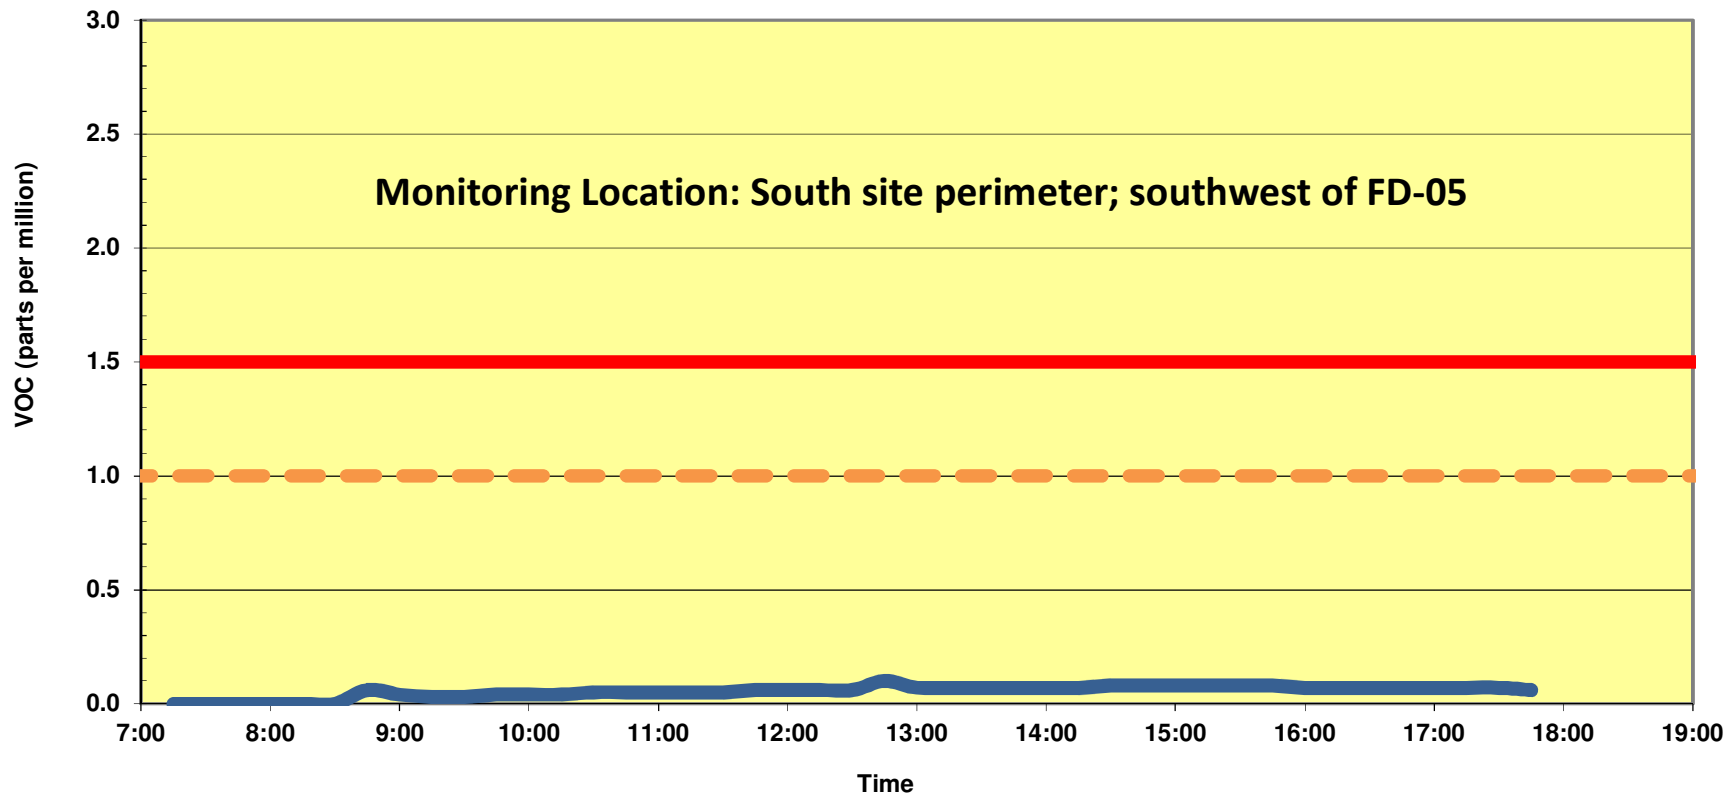 3.0
2.5
Monitoring Location: South site perimeter; southwest of FD-05
2.0
1.5
1.0
0.5
0.0
VOC (parts per million)
7:00 8:00 9:00 10:00 11:00 12:00 13:00 14:00 15:00 16:00 17:00 18:00 19:00
Time